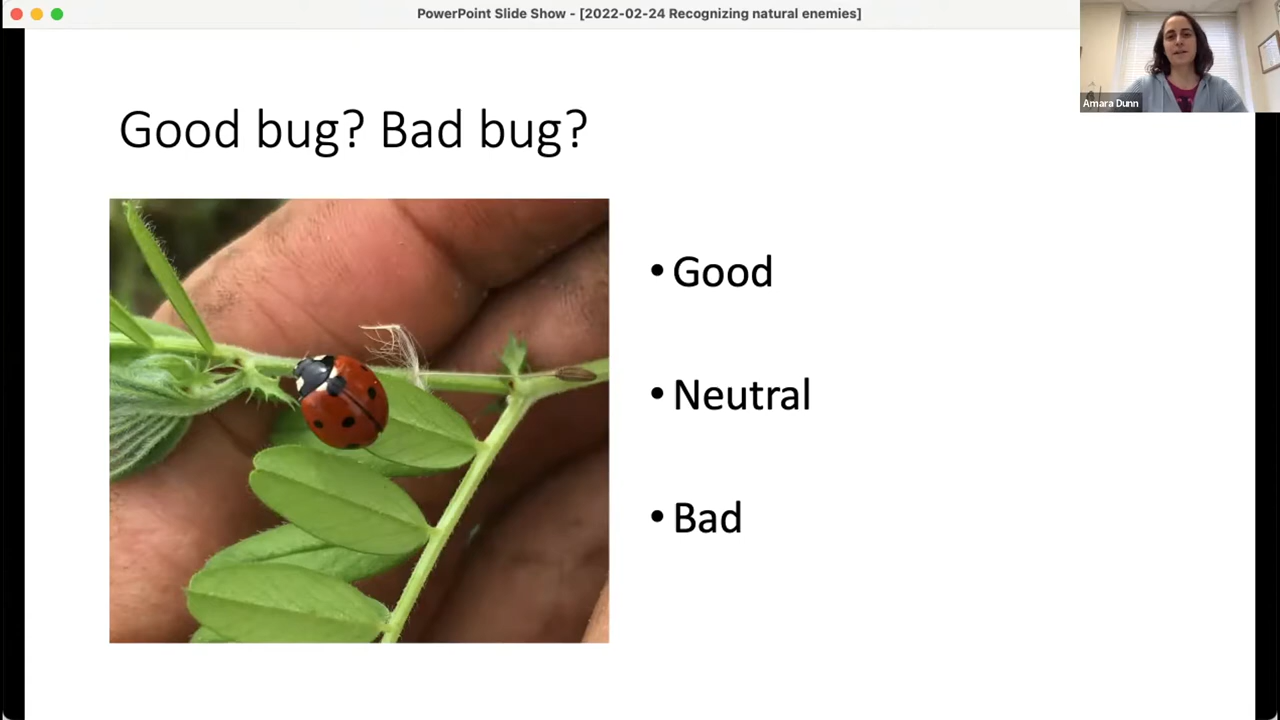 PowerPoint Slide Show - [2022-02-24 Recognizing natural enemies]
Amara Dunn
Good bug? Bad bug?
• Good
• Neutral
• Bad